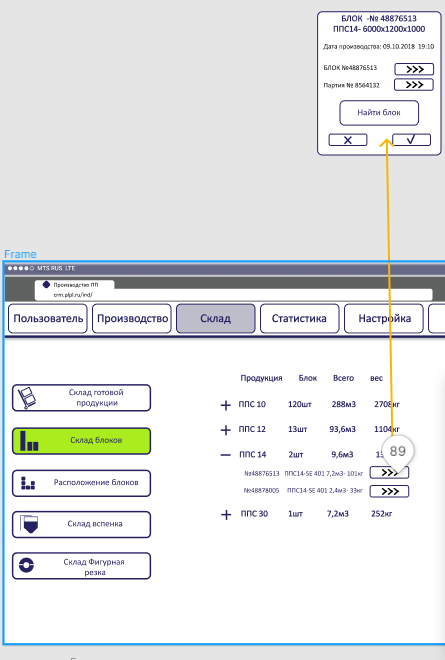 БЛОК -№ 48876513
ППС14- 6000х1200х1000
Дата производства: 09.10.2018 19:10
БЛОК №48876513 >>>
Партия № 8564132 >>>
Найти блок
X √
Frame
MTS RUS LTE
Производство ПП
crm.plpl.ru/ind/
Пользователь Производство Склад Статистика Настройка
Продукция Блок Всего вес
Склад готовой
продукции
+ ППС 10 120шт 288м3 2708кг
Склад блоков
+ ППС 12 13шт 93,6м3 1104кг
— ППС 14 2шт 9,6м3
89
№48876513 ППС14-SE 401 7,2м3- 101кг >>>
Расположение блоков
№48878005 ППС14-SE 401 2,4м3- 33кг >>>
+ ППС 30 1шт 7,2м3 252кг
Склад вспенка
Склад Фигурная
резка